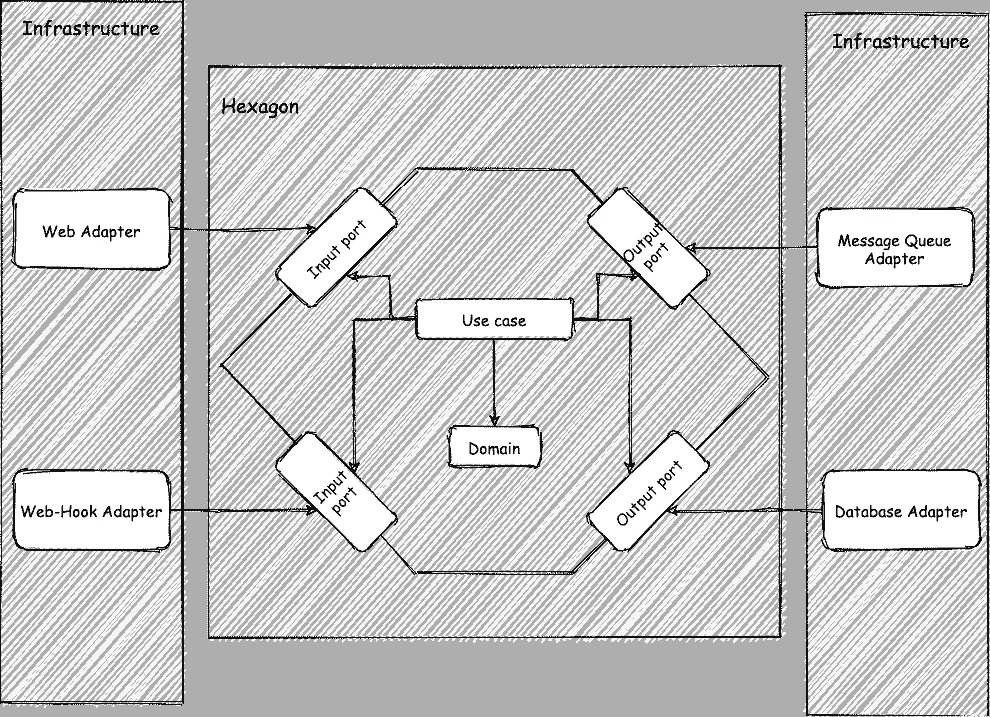 Infrastructure
Infrastructure
Hexagon
Web Adapter
Input port
Output
port
Message Queue
Adapter
Use case
Domain
Web-Hook Adapter
Input
port
Output port
Database Adapter